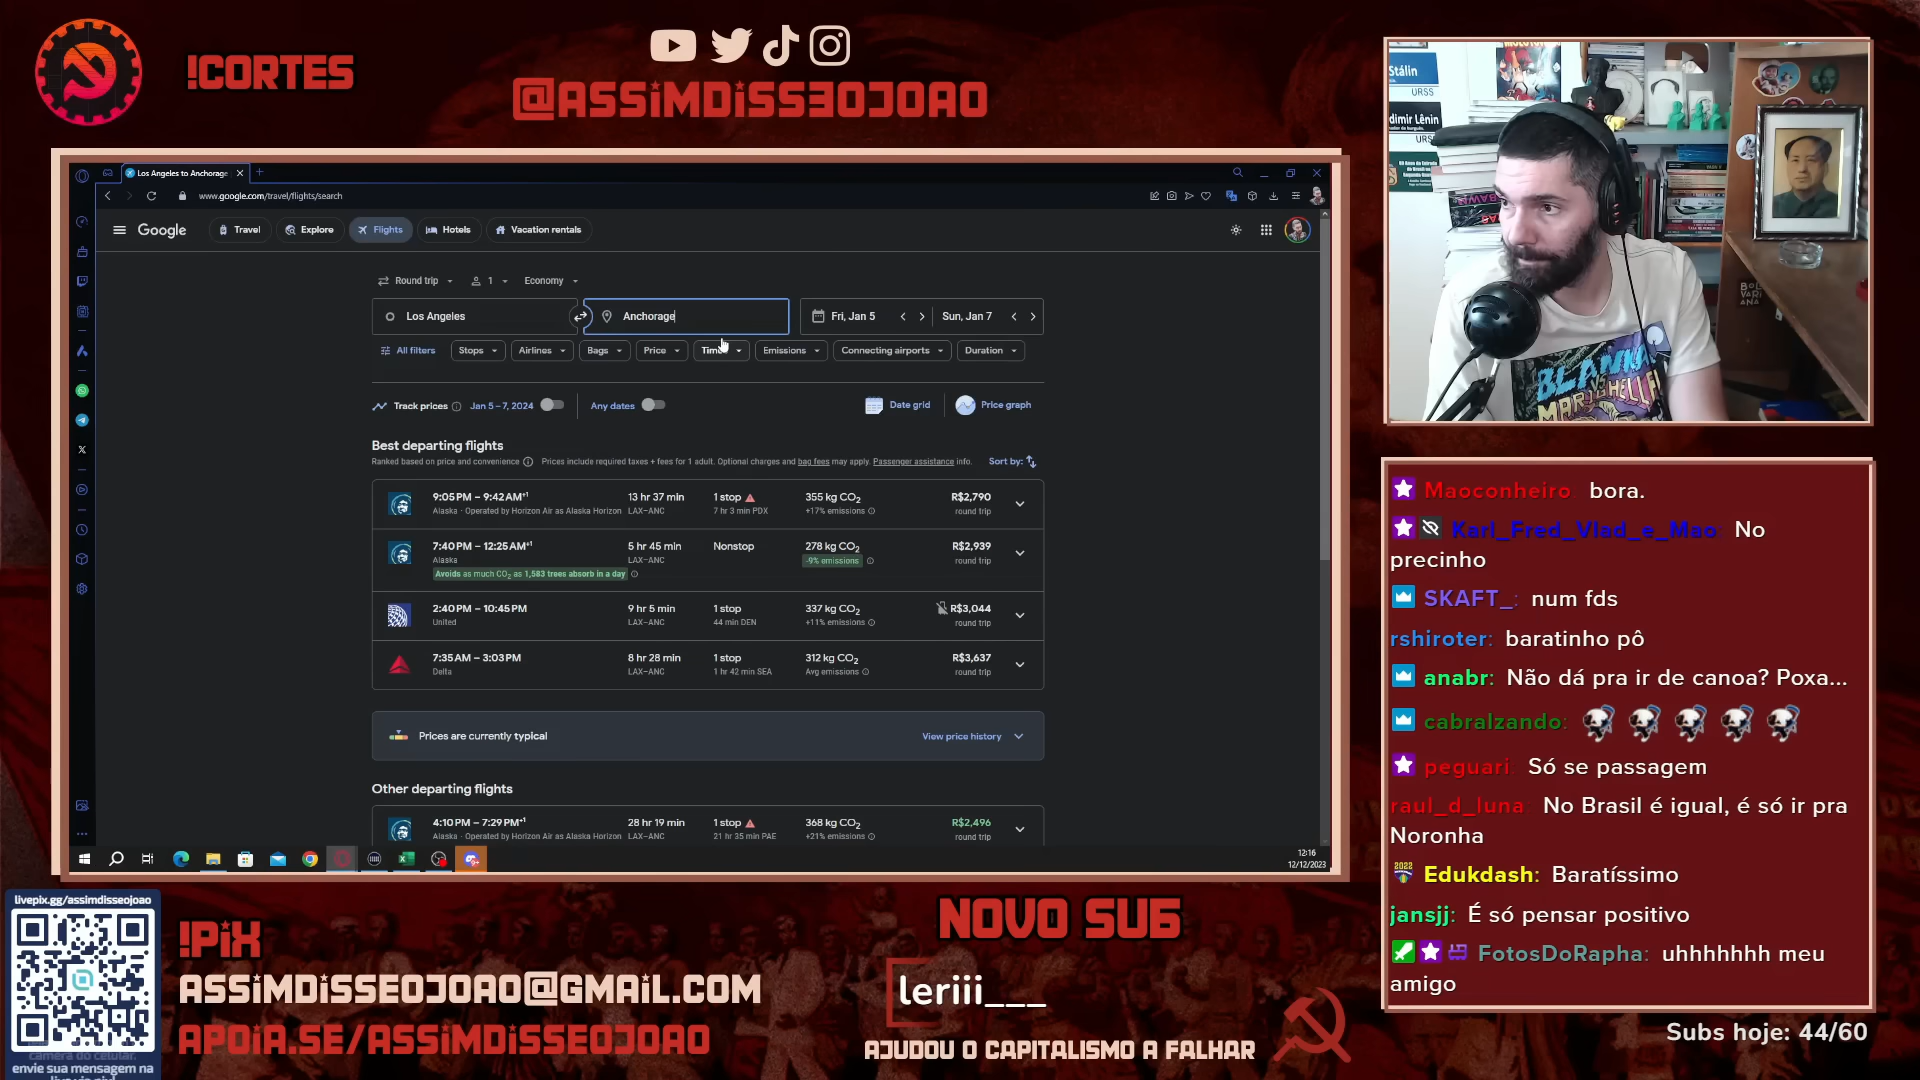 !CORTES
@ASSIMDISSEOJOAO
Los Angeles to Anchorage
www.google.com/travel/flights/search
Google
Travel
Explore
Flights
Hotels
Vacation rentals
Round trip
1
Economy
Los Angeles
Anchorage
Fri, Jan 5
Sun, Jan 7
All filters
Stops
Airlines
Bags
Price
Emissions
Connecting airports
Duration
Track prices
Jan 5 – 7, 2024
Any dates
Date grid
Price graph
Best departing flights
Ranked based on price and convenience
Prices include required taxes + fees for 1 adult. Optional charges and bag fees may apply. Passenger assistance info.
Sort by:
9:05 PM – 9:42 AM+1
13 hr 37 min
1 stop
355 kg CO2
R$2,790
Alaska · Operated by Horizon Air as Alaska Horizon
LAX–ANC
7 hr 3 min PDX
+17% emissions
round trip
7:40 PM – 12:25 AM+1
5 hr 45 min
Nonstop
278 kg CO2
R$2,939
Alaska
LAX–ANC
-9% emissions
round trip
Avoids as much CO2 as 1,583 trees absorb in a day
2:40 PM – 10:45 PM
9 hr 5 min
1 stop
337 kg CO2
R$3,044
United
LAX–ANC
44 min DEN
+11% emissions
round trip
7:35 AM – 3:03 PM
8 hr 28 min
1 stop
312 kg CO2
R$3,637
Delta
LAX–ANC
1 hr 42 min SEA
Avg emissions
round trip
Prices are currently typical
View price history
Other departing flights
4:10 PM – 7:29 PM+1
28 hr 19 min
1 stop
368 kg CO2
R$2,496
Alaska · Operated by Horizon Air as Alaska Horizon
LAX–ANC
21 hr 35 min PAE
+21% emissions
round trip
12:16
12/12/2023
Stálin
URSS
dimir Lênin
BLANKA
VS HELLER
Maoconheiro bora.
Karl_Fred_Vlad_e_Mao: No
precinho
SKAFT_: num fds
rshiroter: baratinho pô
anabr: Não dá pra ir de canoa? Poxa...
cabralzando:
peguari: Só se passagem
raul_d_luna: No Brasil é igual, é só ir pra
Noronha
Edukdash: Baratíssimo
jansjj: É só pensar positivo
FotosDoRapha: uhhhhhhh meu
amigo
Subs hoje: 44/60
livepix.gg/assimdisseojoao
camera do celular.
envie sua mensagem na
!PIX
ASSIMDISSEOJOAO@GMAIL.COM
APOIA.SE/ASSIMDISSEOJOAO
NOVO SUB
leriii___
AJUDOU O CAPITALISMO A FALHAR